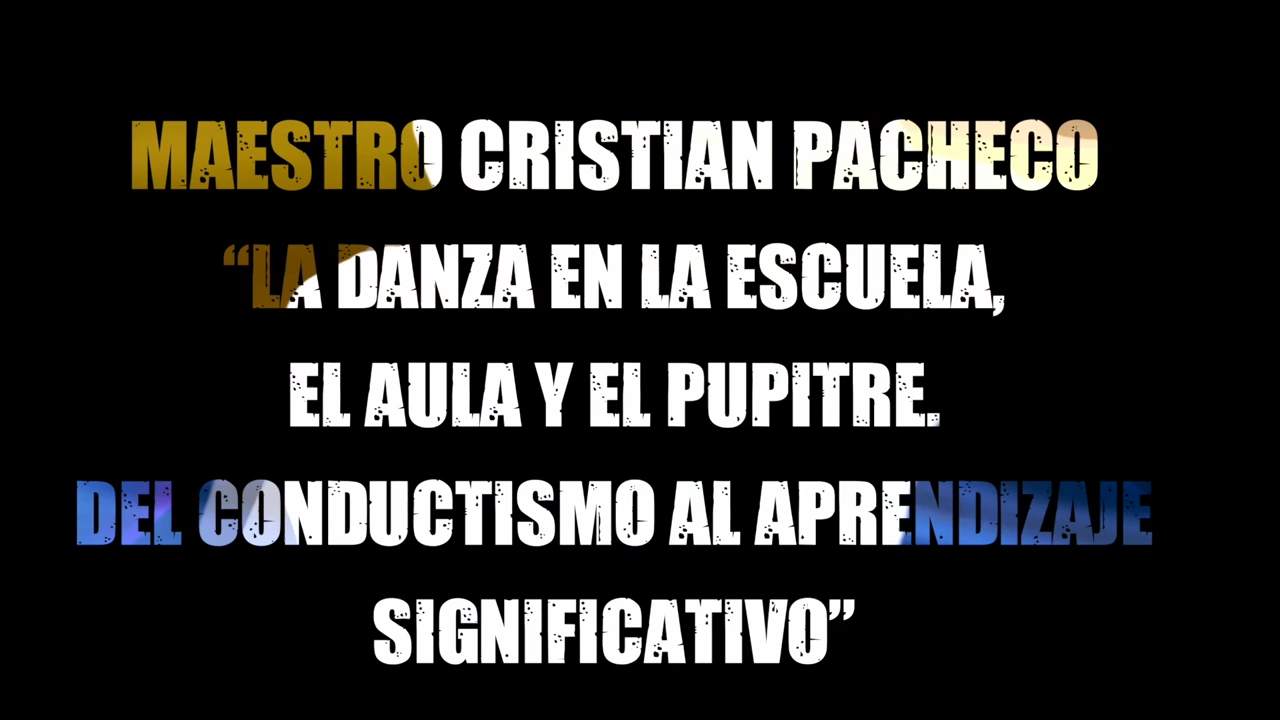 MAESTRO CRISTIAN PACHECO
“LA DANZA EN LA ESCUELA,
EL AULA Y EL PUPITRE.
DEL CONDUCTISMO AL APRENDIZAJE
SIGNIFICATIVO”